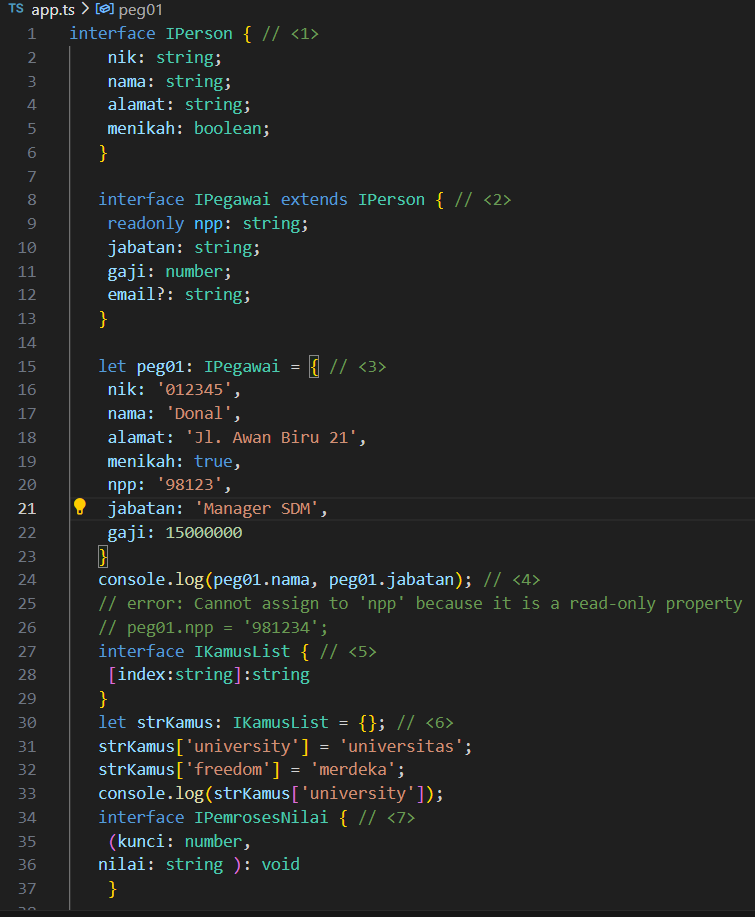 TS app.ts > peg01
1 interface IPerson { // <1>
2 nik: string;
3 nama: string;
4 alamat: string;
5 menikah: boolean;
6 }
7
8 interface IPegawai extends IPerson { // <2>
9 readonly npp: string;
10 jabatan: string;
11 gaji: number;
12 email?: string;
13 }
14
15 let peg01: IPegawai = { // <3>
16 nik: '012345',
17 nama: 'Donal',
18 alamat: 'Jl. Awan Biru 21',
19 menikah: true,
20 npp: '98123',
21 jabatan: 'Manager SDM',
22 gaji: 15000000
23 }
24 console.log(peg01.nama, peg01.jabatan); // <4>
25 // error: Cannot assign to 'npp' because it is a read-only property
26 // peg01.npp = '981234';
27 interface IKamusList { // <5>
28 [index:string]:string
29 }
30 let strKamus: IKamusList = {}; // <6>
31 strKamus['university'] = 'universitas';
32 strKamus['freedom'] = 'merdeka';
33 console.log(strKamus['university']);
34 interface IPemrosesNilai { // <7>
35 (kunci: number,
36 nilai: string ): void
37 }